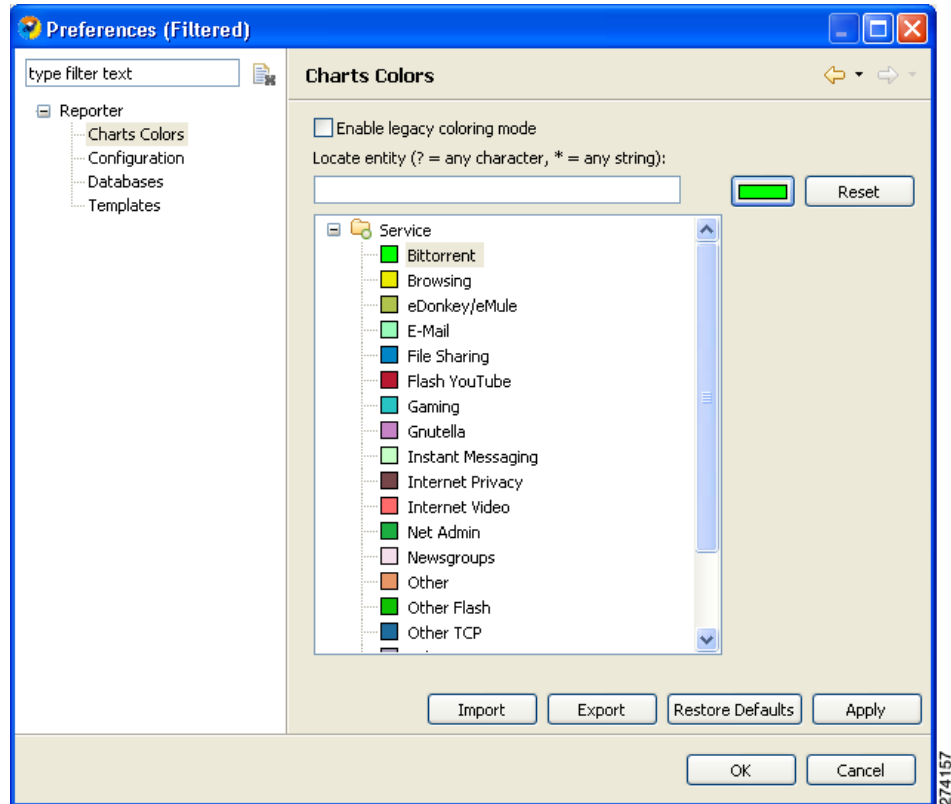 Preferences (Filtered)
type filter text
Reporter
Charts Colors
Configuration
Databases
Templates
Charts Colors
Enable legacy coloring mode
Locate entity (? = any character, * = any string):
Reset
Service
Bittorrent
Browsing
eDonkey/eMule
E-Mail
File Sharing
Flash YouTube
Gaming
Gnutella
Instant Messaging
Internet Privacy
Internet Video
Net Admin
Newsgroups
Other
Other Flash
Other TCP
Import
Export
Restore Defaults
Apply
OK
Cancel
274157